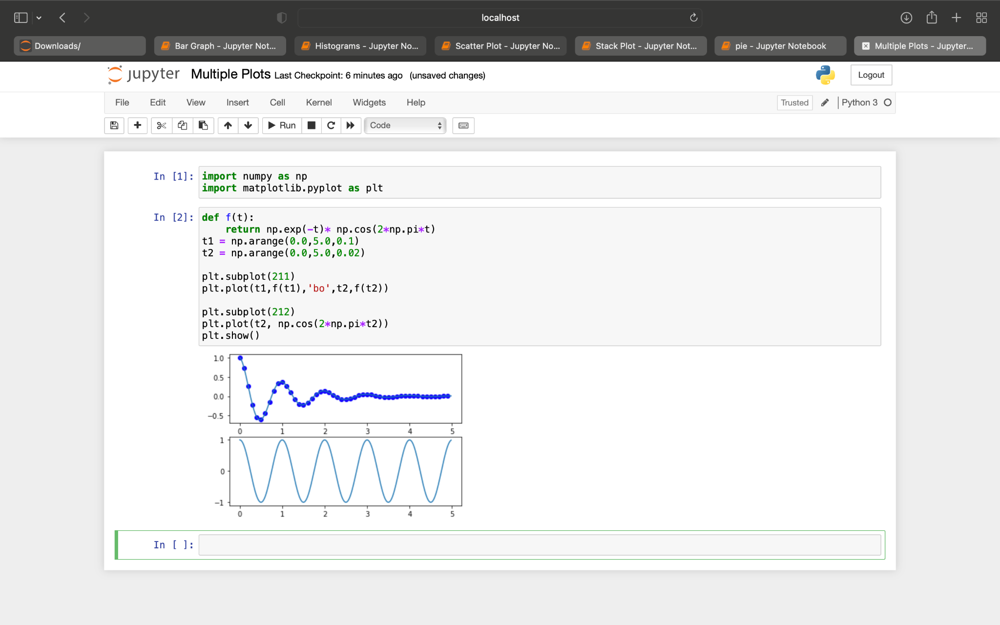 localhost
Downloads/
Bar Graph - Jupyter Not...
Histograms - Jupyter No...
Scatter Plot - Jupyter No...
Stack Plot - Jupyter Not...
pie - Jupyter Notebook
Multiple Plots - Jupyter...
jupyter Multiple Plots Last Checkpoint: 6 minutes ago (unsaved changes)
Logout
File Edit View Insert Cell Kernel Widgets Help
Trusted
Python 3
Run
Code
In [1]: import numpy as np
import matplotlib.pyplot as plt
In [2]: def f(t):
    return np.exp(-t)* np.cos(2*np.pi*t)
t1 = np.arange(0.0,5.0,0.1)
t2 = np.arange(0.0,5.0,0.02)
plt.subplot(211)
plt.plot(t1,f(t1),'bo',t2,f(t2))
plt.subplot(212)
plt.plot(t2, np.cos(2*np.pi*t2))
plt.show()
1.0
0.5
0.0
−0.5
0 1 2 3 4 5
1
0
−1
0 1 2 3 4 5
In [ ]: